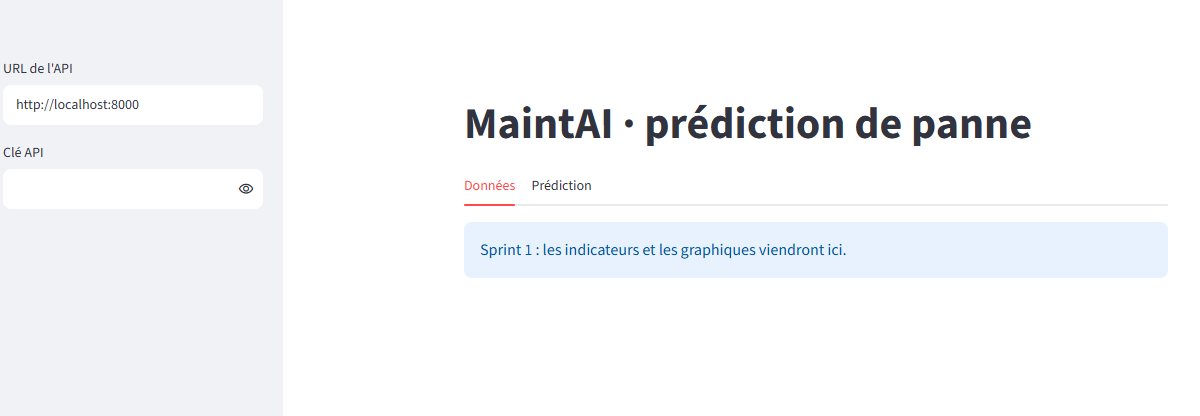 URL de l'API
http://localhost:8000
Clé API
MaintAI · prédiction de panne
Données Prédiction
Sprint 1 : les indicateurs et les graphiques viendront ici.